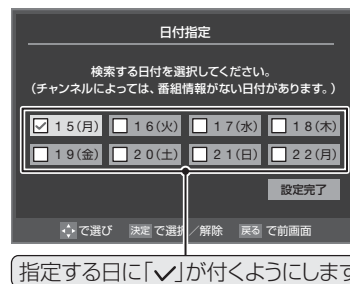 日付指定
検索する日付を選択してください。
(チャンネルによっては、番組情報がない日付があります。)
15(月) 16(火) 17(水) 18(木)
19(金) 20(土) 21(日) 22(月)
設定完了
で選び 決定 で選択/解除 戻る で前画面
指定する日に「✓」が付くようにします